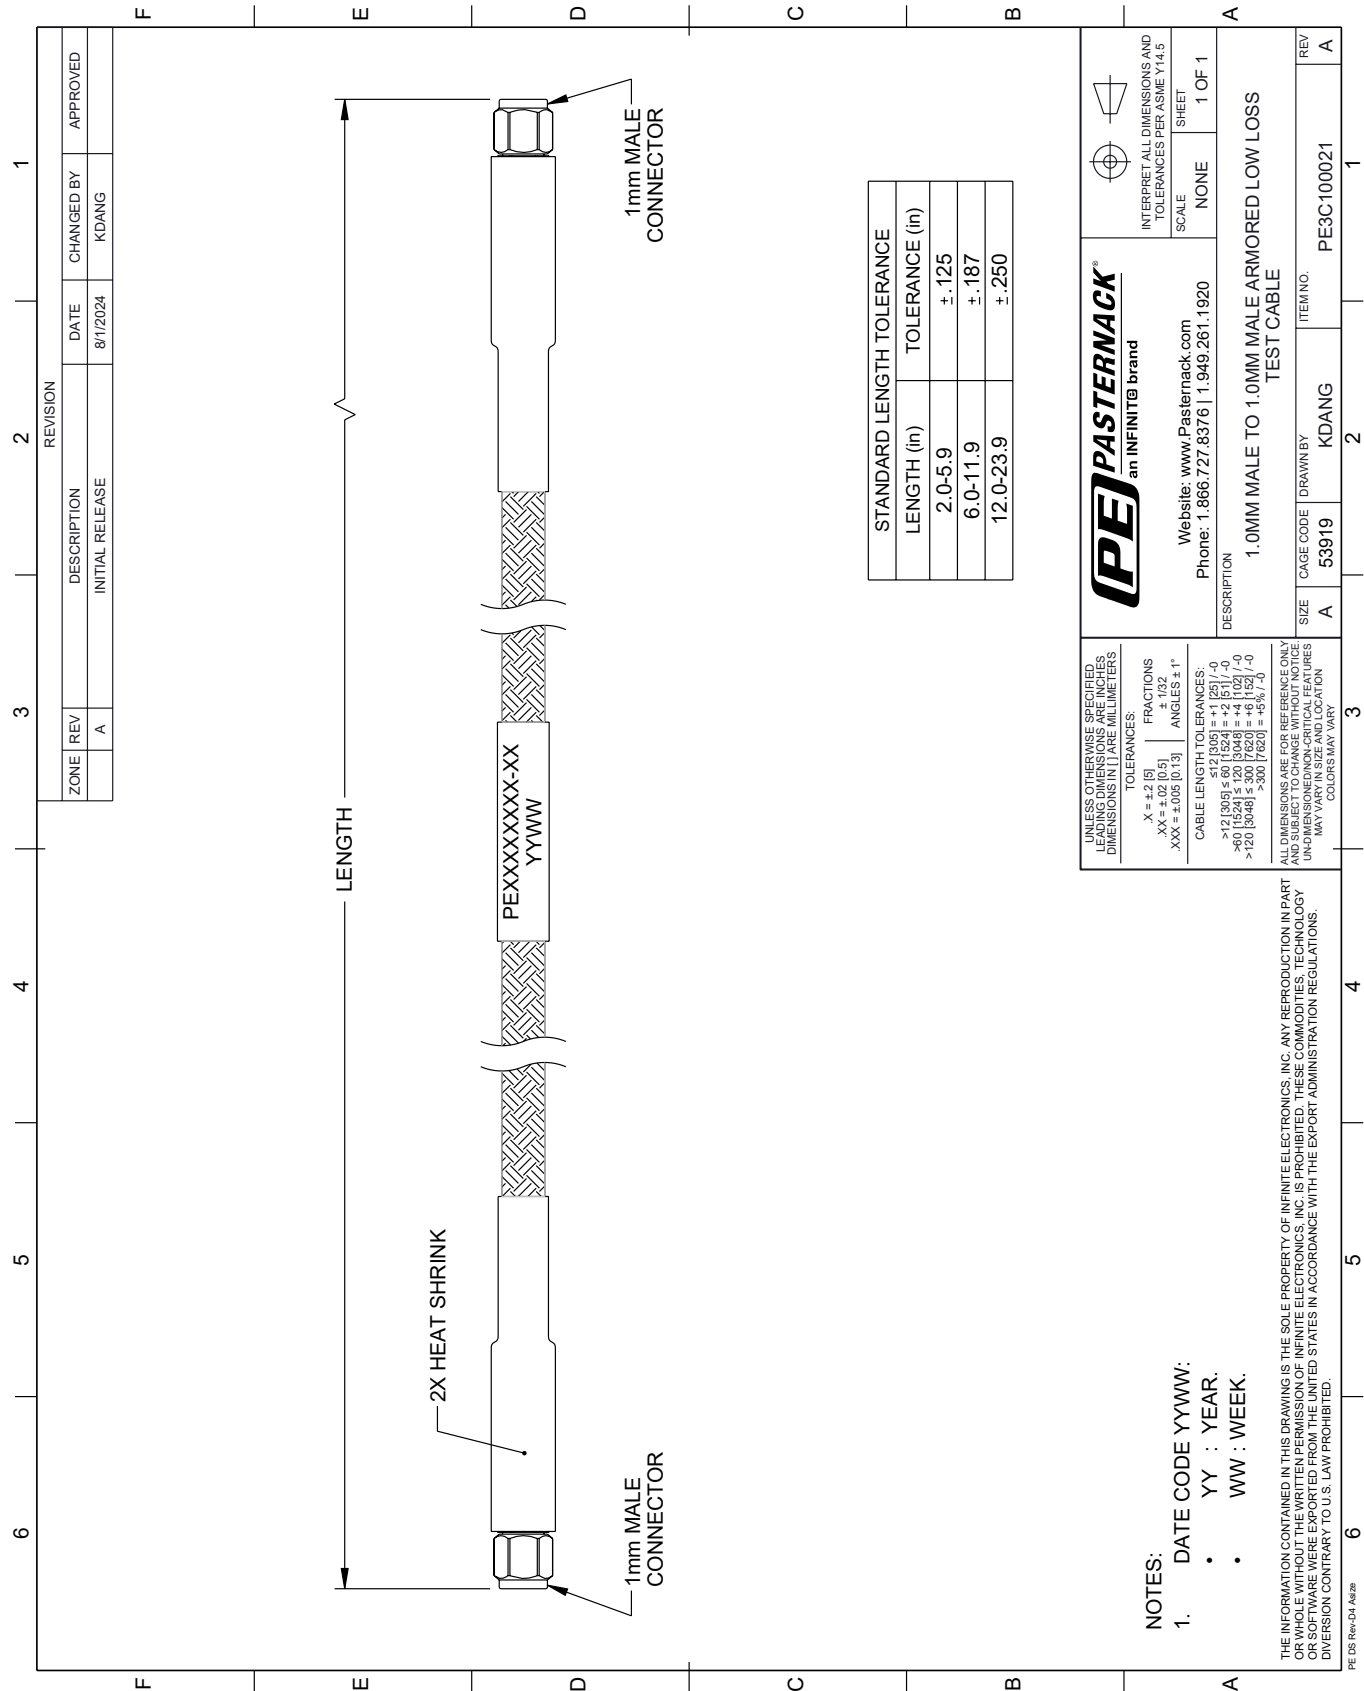 6 5 4 3 2 1
REVISION
ZONE REV DESCRIPTION DATE CHANGED BY APPROVED
A INITIAL RELEASE 8/1/2024 KDANG
F F
E E
D D
C C
B B
A A
LENGTH
2X HEAT SHRINK
PEXXXXXXXX-XX
YYWW
1mm MALE
CONNECTOR
1mm MALE
CONNECTOR
STANDARD LENGTH TOLERANCE
LENGTH (in) TOLERANCE (in)
2.0-5.9 ±.125
6.0-11.9 ±.187
12.0-23.9 ±.250
NOTES:
1. DATE CODE YYWW:
• YY : YEAR.
• WW : WEEK.
UNLESS OTHERWISE SPECIFIED
LEADING DIMENSIONS ARE INCHES
DIMENSIONS IN [ ] ARE MILLIMETERS
TOLERANCES:
.X = ±.2 [5] FRACTIONS
.XX = ±.02 [0.5] ± 1/32
.XXX = ±.005 [0.13] ANGLES ± 1°
CABLE LENGTH TOLERANCES:
≤12 [305] = +1 [25] / -0
>12 [305] ≤ 60 [1524] = +2 [51] / -0
>60 [1524] ≤ 120 [3048] = +4 [102] / -0
>120 [3048] ≤ 300 [7620] = +6 [152] / -0
>300 [7620] = +5% / -0
ALL DIMENSIONS ARE FOR REFERENCE ONLY
AND SUBJECT TO CHANGE WITHOUT NOTICE.
UN-DIMENSIONED/NON-CRITICAL FEATURES
MAY VARY IN SIZE AND LOCATION
COLORS MAY VARY
PE PASTERNACK®
an INFINITE brand
Website: www.Pasternack.com
Phone: 1.866.727.8376 | 1.949.261.1920
INTERPRET ALL DIMENSIONS AND
TOLERANCES PER ASME Y14.5
SCALE NONE
SHEET 1 OF 1
DESCRIPTION
1.0MM MALE TO 1.0MM MALE ARMORED LOW LOSS
TEST CABLE
SIZE A
CAGE CODE 53919
DRAWN BY KDANG
ITEM NO. PE3C100021
REV A
THE INFORMATION CONTAINED IN THIS DRAWING IS THE SOLE PROPERTY OF INFINITE ELECTRONICS, INC. ANY REPRODUCTION IN PART
OR WHOLE WITHOUT THE WRITTEN PERMISSION OF INFINITE ELECTRONICS, INC. IS PROHIBITED. THESE COMMODITIES, TECHNOLOGY
OR SOFTWARE WERE EXPORTED FROM THE UNITED STATES IN ACCORDANCE WITH THE EXPORT ADMINISTRATION REGULATIONS.
DIVERSION CONTRARY TO U.S. LAW PROHIBITED.
PE DS Rev-D4 Asize
6 5 4 3 2 1